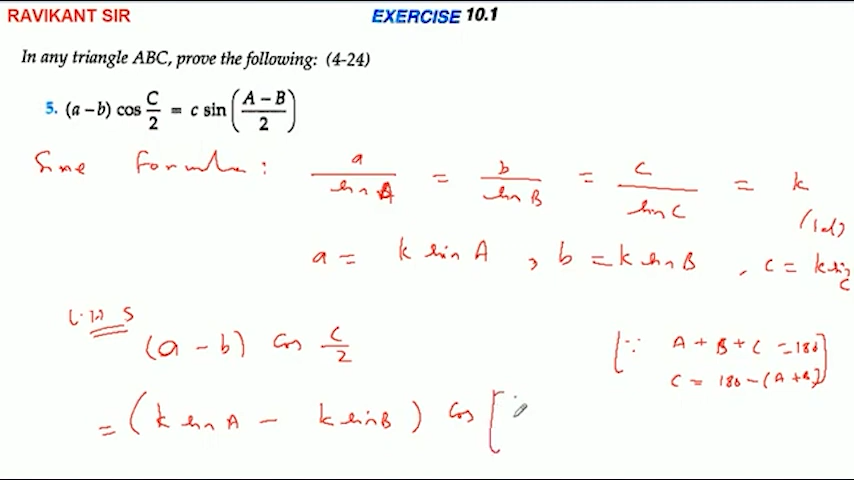 RAVIKANT SIR
EXERCISE 10.1
In any triangle ABC, prove the following: (4-24)
5. (a – b) cos C/2 = c sin ((A – B)/2)
Sine Formula : a/sin A = b/sin B = c/sin C = k
(let)
a = k sin A , b = k sin B , c = k sin C
L.H.S
(a - b) cos C/2
[∵ A + B + C = 180
C = 180 - (A + B)]
= (k sin A - k sin B) cos [